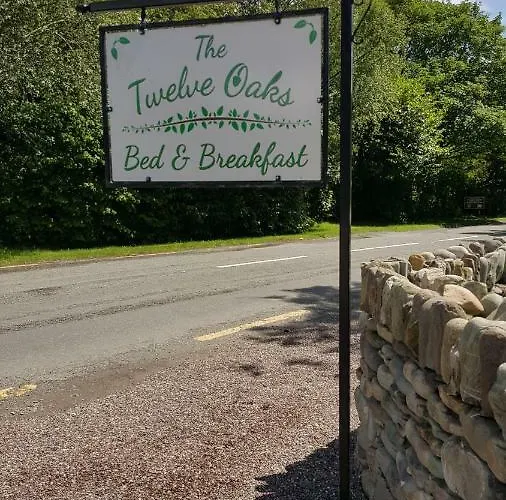 The
Twelve Oaks
Bed & Breakfast